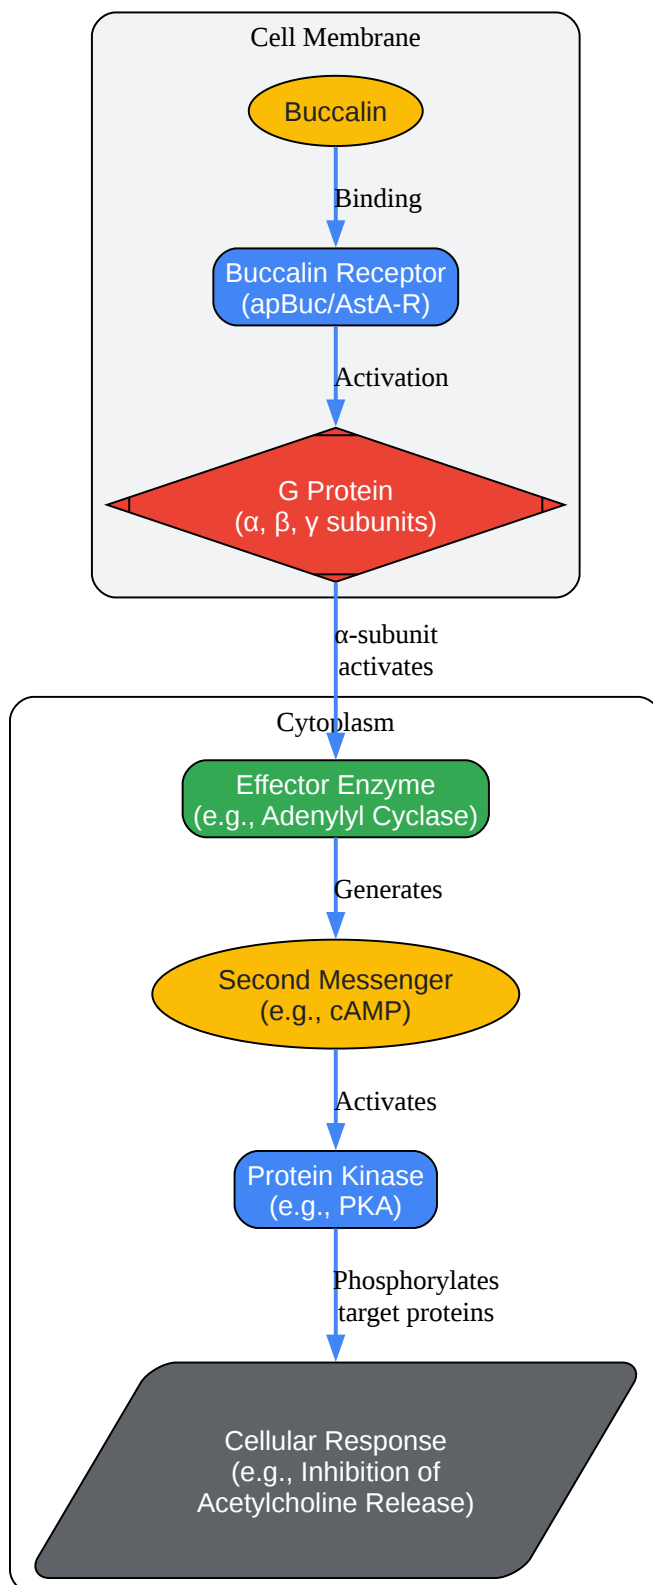 Cell Membrane
Buccalin
Binding
Buccalin Receptor
(apBuc/AstA-R)
Activation
G Protein
(α, β, γ subunits)
α-subunit
activates
Cytoplasm
Effector Enzyme
(e.g., Adenylyl Cyclase)
Generates
Second Messenger
(e.g., cAMP)
Activates
Protein Kinase
(e.g., PKA)
Phosphorylates
target proteins
Cellular Response
(e.g., Inhibition of
Acetylcholine Release)